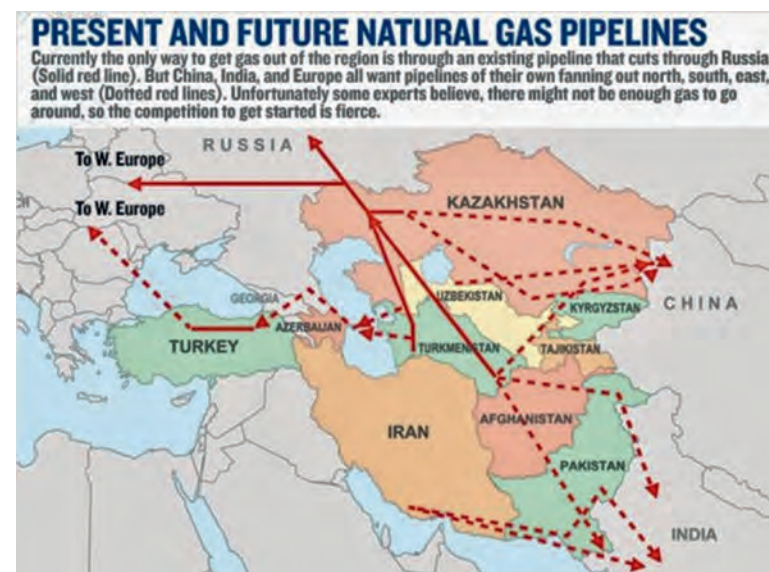 PRESENT AND FUTURE NATURAL GAS PIPELINES
Currently the only way to get gas out of the region is through an existing pipeline that cuts through Russia
(Solid red line). But China, India, and Europe all want pipelines of their own fanning out north, south, east,
and west (Dotted red lines). Unfortunately some experts believe, there might not be enough gas to go
around, so the competition to get started is fierce.
RUSSIA
To W. Europe
KAZAKHSTAN
To W. Europe
GEORGIA
UZBEKISTAN
KYRGYZSTAN
CHINA
AZERBAIJAN
TURKEY
TURKMENISTAN
TAJIKISTAN
AFGHANISTAN
IRAN
PAKISTAN
INDIA